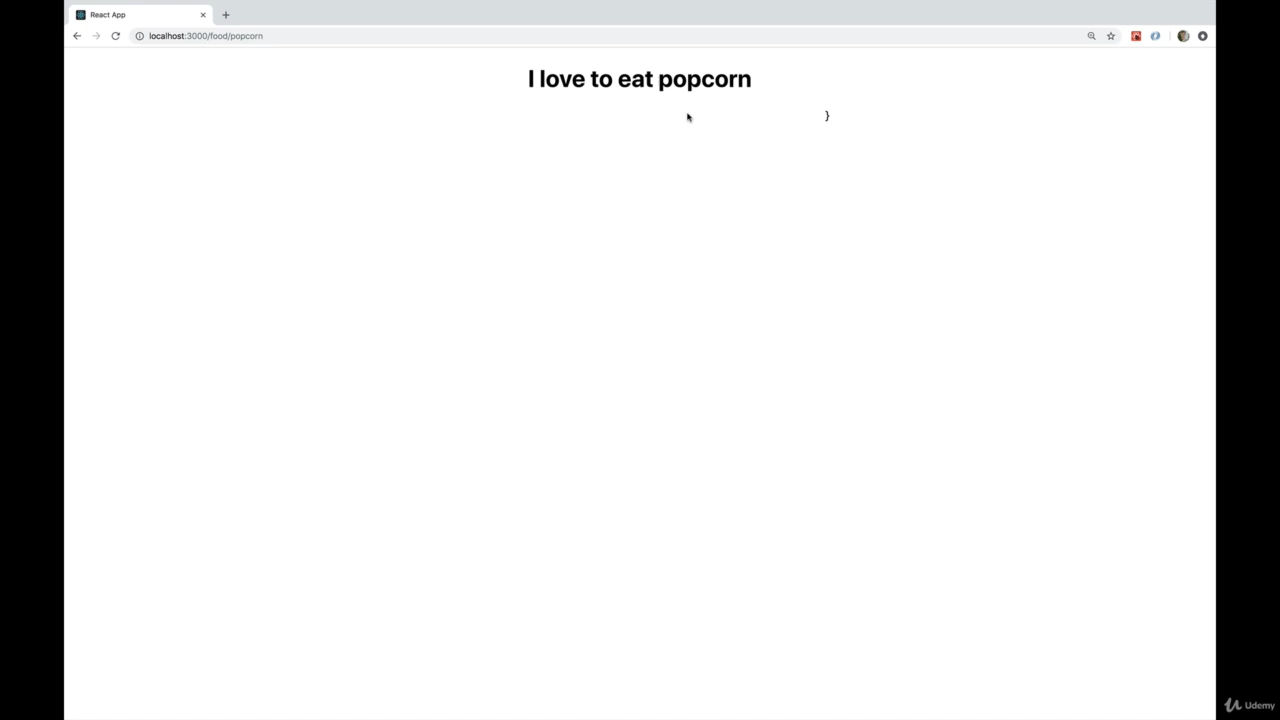 React App
localhost:3000/food/popcorn
I love to eat popcorn
}
Udemy